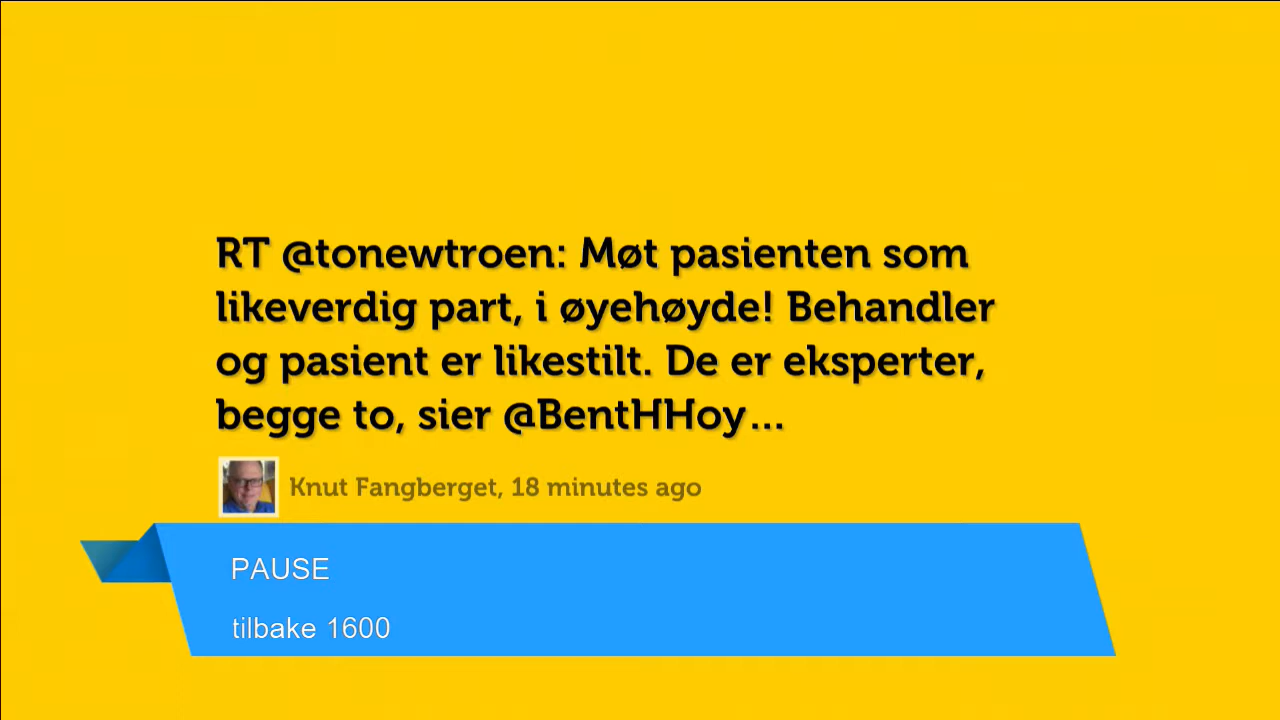 RT @tonewtroen: Møt pasienten som
likeverdig part, i øyehøyde! Behandler
og pasient er likestilt. De er eksperter,
begge to, sier @BentHHoy...
Knut Fangberget, 18 minutes ago
PAUSE
tilbake 1600